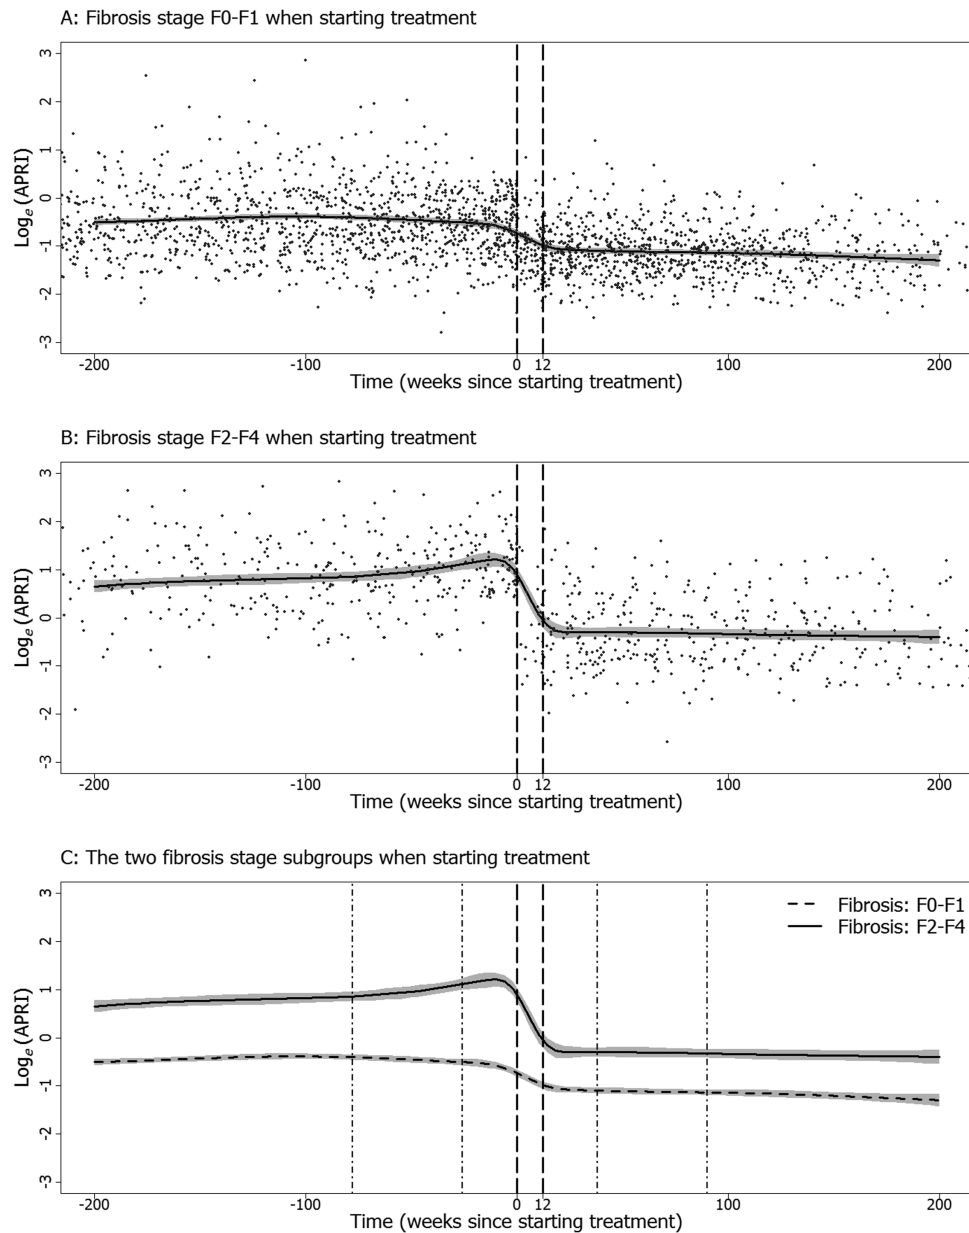 A: Fibrosis stage F0-F1 when starting treatment
3
2
1
0
-1
-2
-3
Logₑ (APRI)
-200 -100 0 12 100 200
Time (weeks since starting treatment)
B: Fibrosis stage F2-F4 when starting treatment
3
2
1
0
-1
-2
-3
Logₑ (APRI)
-200 -100 0 12 100 200
Time (weeks since starting treatment)
C: The two fibrosis stage subgroups when starting treatment
3
2
1
0
-1
-2
-3
Logₑ (APRI)
Fibrosis: F0-F1
Fibrosis: F2-F4
-200 -100 0 12 100 200
Time (weeks since starting treatment)